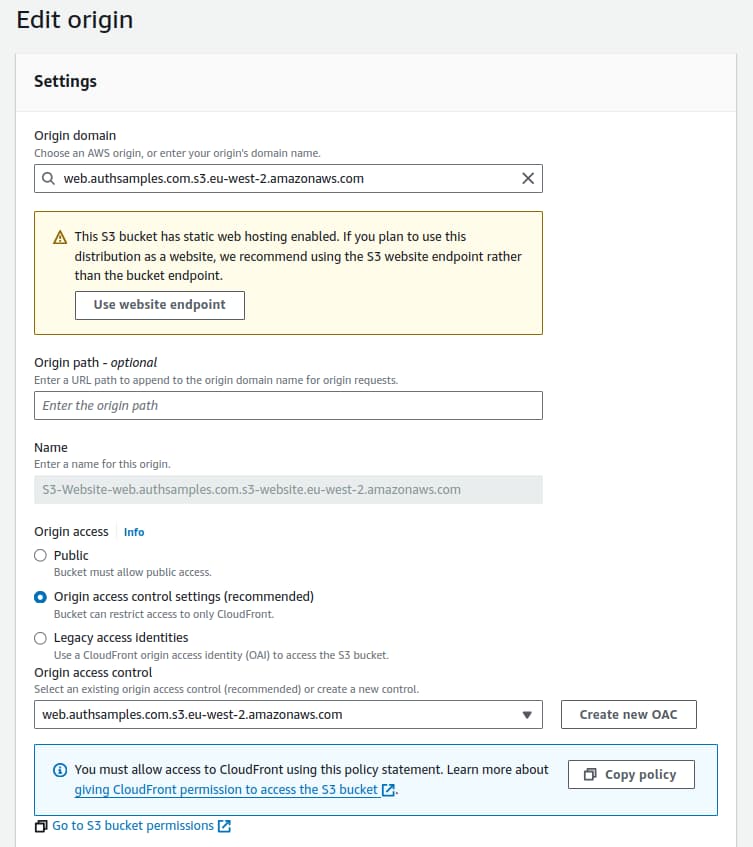 Edit origin
Settings
Origin domain
Choose an AWS origin, or enter your origin's domain name.
web.authsamples.com.s3.eu-west-2.amazonaws.com
This S3 bucket has static web hosting enabled. If you plan to use this
distribution as a website, we recommend using the S3 website endpoint rather
than the bucket endpoint.
Use website endpoint
Origin path - optional
Enter a URL path to append to the origin domain name for origin requests.
Enter the origin path
Name
Enter a name for this origin.
S3-Website-web.authsamples.com.s3-website.eu-west-2.amazonaws.com
Origin access Info
Public
Bucket must allow public access.
Origin access control settings (recommended)
Bucket can restrict access to only CloudFront.
Legacy access identities
Use a CloudFront origin access identity (OAI) to access the S3 bucket.
Origin access control
Select an existing origin access control (recommended) or create a new control.
web.authsamples.com.s3.eu-west-2.amazonaws.com Create new OAC
You must allow access to CloudFront using this policy statement. Learn more about
giving CloudFront permission to access the S3 bucket. Copy policy
Go to S3 bucket permissions